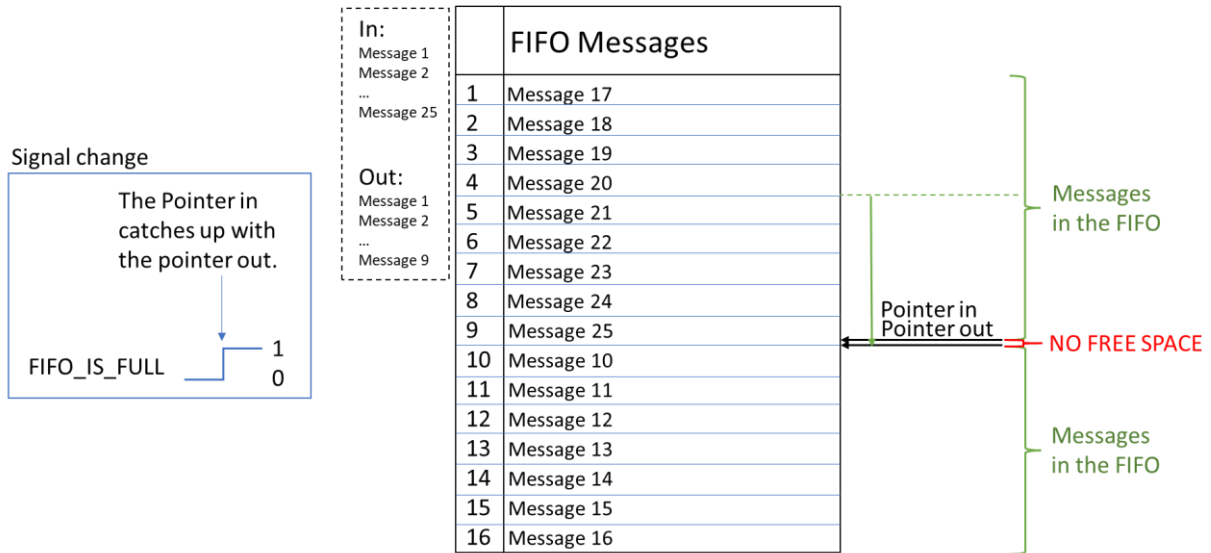 Signal change
The Pointer in
catches up with
the pointer out.
FIFO_IS_FULL
1
0
In:
Message 1
Message 2
...
Message 25
Out:
Message 1
Message 2
...
Message 9
FIFO Messages
1 Message 17
2 Message 18
3 Message 19
4 Message 20
5 Message 21
6 Message 22
7 Message 23
8 Message 24
9 Message 25
10 Message 10
11 Message 11
12 Message 12
13 Message 13
14 Message 14
15 Message 15
16 Message 16
Pointer in
Pointer out
Messages
in the FIFO
NO FREE SPACE
Messages
in the FIFO